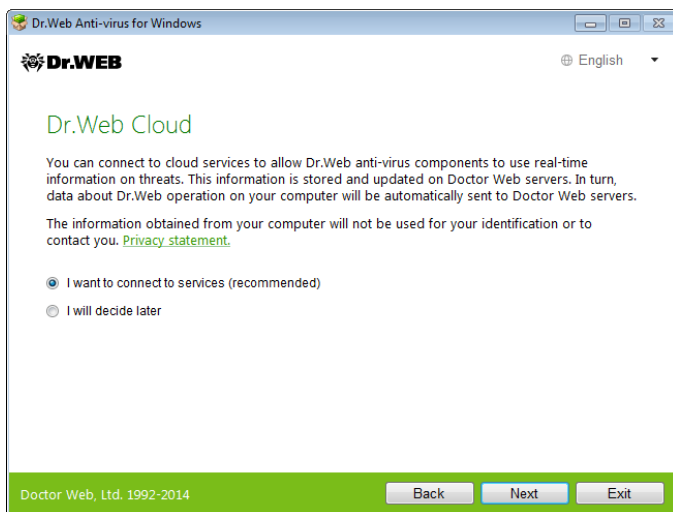 Dr.Web Anti-virus for Windows
Dr.WEB
English
Dr.Web Cloud
You can connect to cloud services to allow Dr.Web anti-virus components to use real-time
information on threats. This information is stored and updated on Doctor Web servers. In turn,
data about Dr.Web operation on your computer will be automatically sent to Doctor Web servers.
The information obtained from your computer will not be used for your identification or to
contact you. Privacy statement.
I want to connect to services (recommended)
I will decide later
Doctor Web, Ltd. 1992-2014
Back
Next
Exit